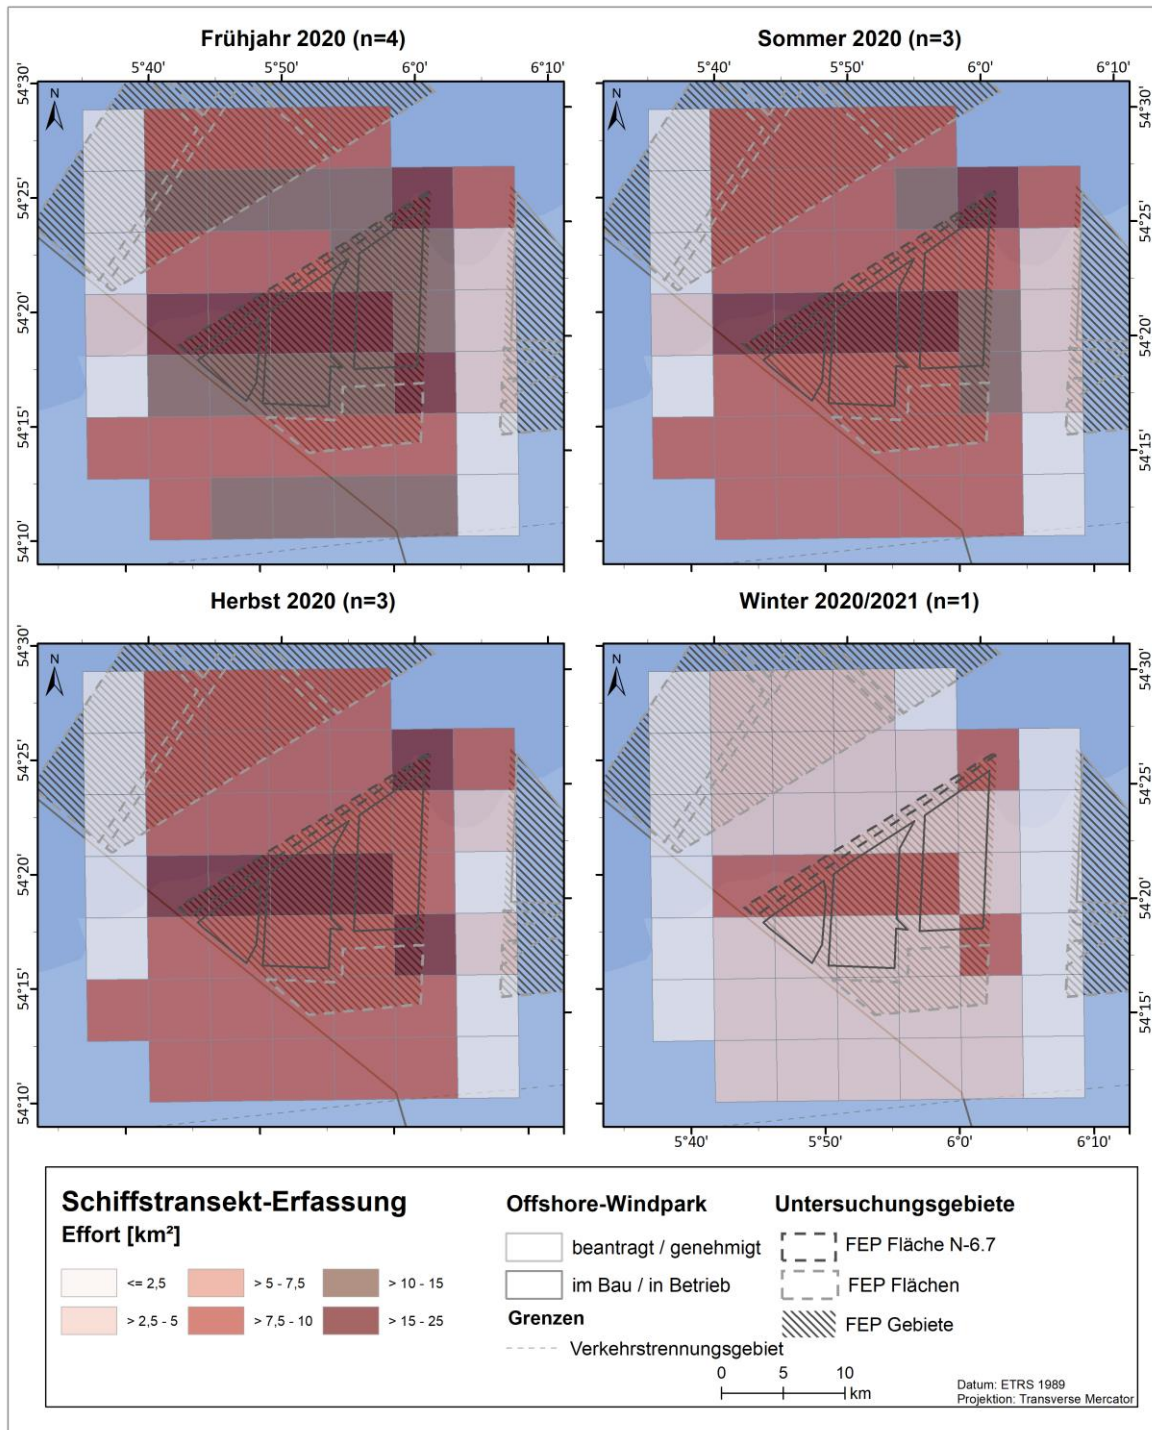 Frühjahr 2020 (n=4)
Sommer 2020 (n=3)
5°40' 5°50' 6°0' 6°10'
5°40' 5°50' 6°0' 6°10'
N
N
54°30'
54°25'
54°20'
54°15'
54°10'
54°30'
54°25'
54°20'
54°15'
54°10'
Herbst 2020 (n=3)
Winter 2020/2021 (n=1)
N
N
54°30'
54°25'
54°20'
54°15'
54°10'
54°30'
54°25'
54°20'
54°15'
5°40' 5°50' 6°0' 6°10'
Schiffstransekt-Erfassung
Effort [km²]
<= 2,5
> 5 - 7,5
> 10 - 15
> 2,5 - 5
> 7,5 - 10
> 15 - 25
Offshore-Windpark
beantragt / genehmigt
im Bau / in Betrieb
Grenzen
Verkehrstrennungsgebiet
Untersuchungsgebiete
FEP Fläche N-6.7
FEP Flächen
FEP Gebiete
0 5 10
km
Datum: ETRS 1989
Projektion: Transverse Mercator